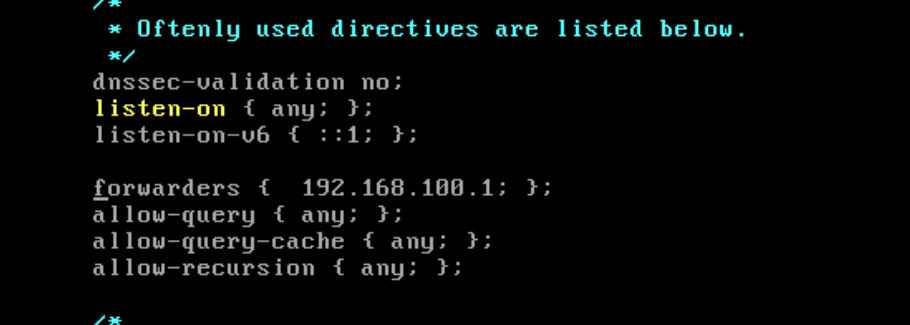 /*
* Oftenly used directives are listed below.
*/
dnssec-validation no;
listen-on { any; };
listen-on-v6 { ::1; };
forwarders {  192.168.100.1; };
allow-query { any; };
allow-query-cache { any; };
allow-recursion { any; };
/*